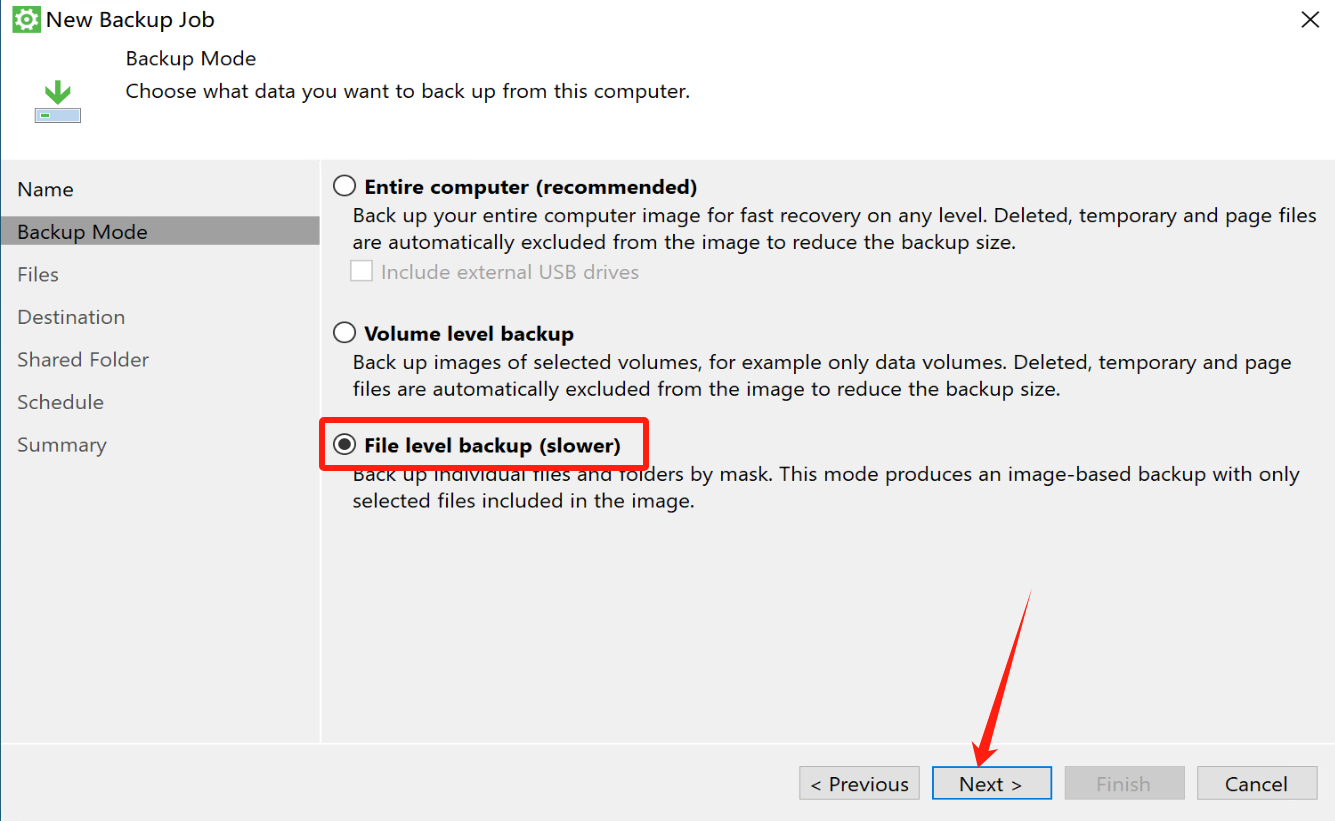 New Backup Job
Backup Mode
Choose what data you want to back up from this computer.
Name
Backup Mode
Files
Destination
Shared Folder
Schedule
Summary
Entire computer (recommended)
Back up your entire computer image for fast recovery on any level. Deleted, temporary and page files
are automatically excluded from the image to reduce the backup size.
Include external USB drives
Volume level backup
Back up images of selected volumes, for example only data volumes. Deleted, temporary and page
files are automatically excluded from the image to reduce the backup size.
File level backup (slower)
Back up individual files and folders by mask. This mode produces an image-based backup with only
selected files included in the image.
< Previous
Next >
Finish
Cancel